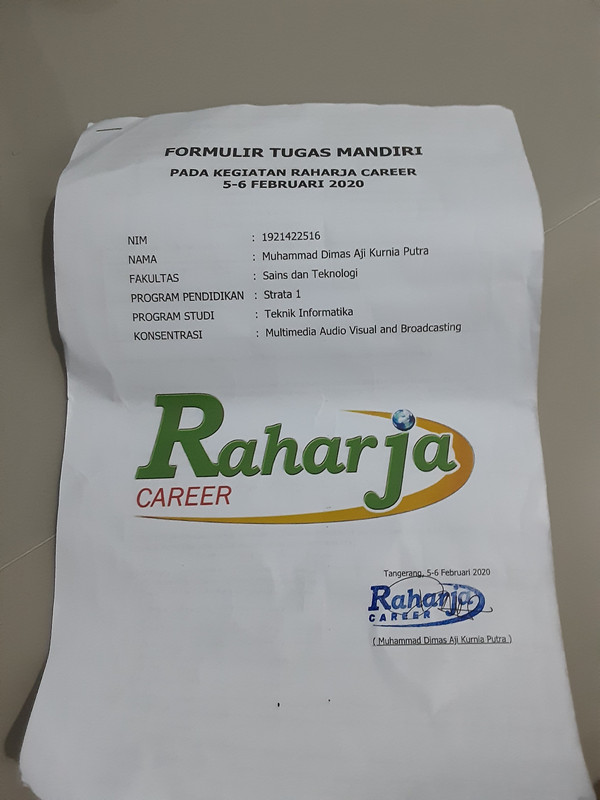 FORMULIR TUGAS MANDIRI
PADA KEGIATAN RAHARJA CAREER
5-6 FEBRUARI 2020
NIM : 1921422516
NAMA : Muhammad Dimas Aji Kurnia Putra
FAKULTAS : Sains dan Teknologi
PROGRAM PENDIDIKAN : Strata 1
PROGRAM STUDI : Teknik Informatika
KONSENTRASI : Multimedia Audio Visual and Broadcasting
Raharja
CAREER
Tangerang, 5-6 Februari 2020
Raharja
CAREER
( Muhammad Dimas Aji Kurnia Putra )